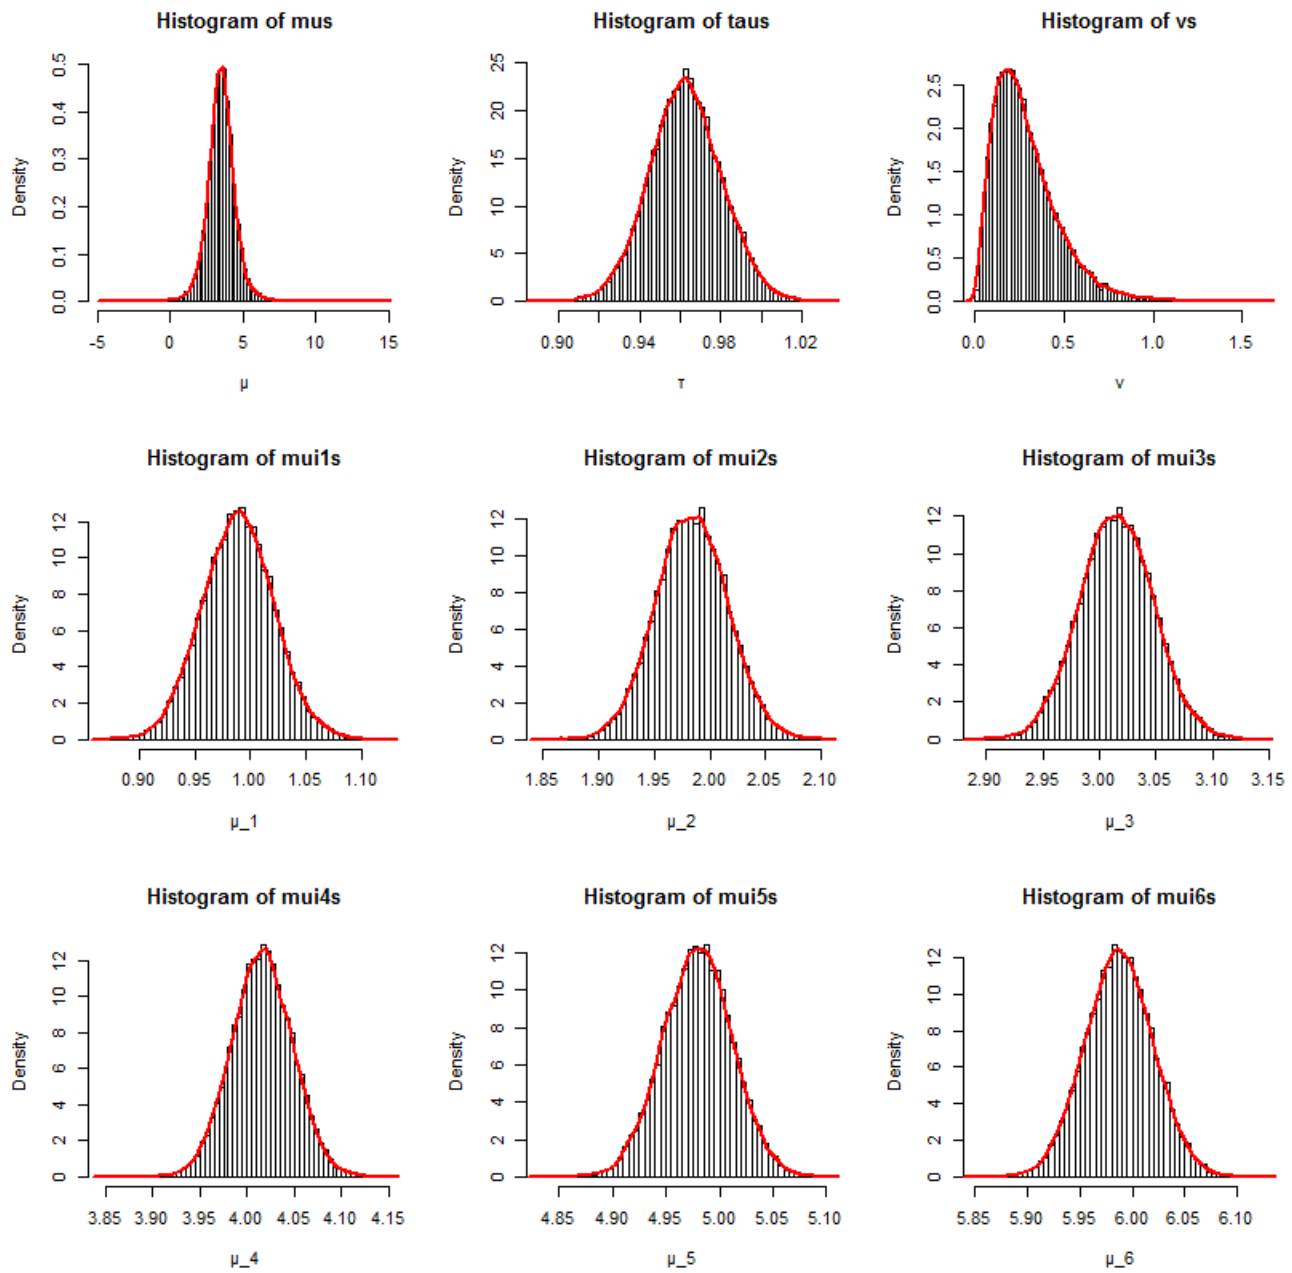 Histogram of mus
Histogram of taus
Histogram of vs
Density
0.0 0.1 0.2 0.3 0.4 0.5
-5 0 5 10 15
μ
Density
0 5 10 15 20 25
0.90 0.94 0.98 1.02
τ
Density
0.0 0.5 1.0 1.5 2.0 2.5
0.0 0.5 1.0 1.5
v
Histogram of mui1s
Histogram of mui2s
Histogram of mui3s
Density
0 2 4 6 8 10 12
0.90 0.95 1.00 1.05 1.10
μ_1
Density
0 2 4 6 8 10 12
1.85 1.90 1.95 2.00 2.05 2.10
μ_2
Density
0 2 4 6 8 10 12
2.90 2.95 3.00 3.05 3.10 3.15
μ_3
Histogram of mui4s
Histogram of mui5s
Histogram of mui6s
Density
0 2 4 6 8 10 12
3.85 3.90 3.95 4.00 4.05 4.10 4.15
μ_4
Density
0 2 4 6 8 10 12
4.85 4.90 4.95 5.00 5.05 5.10
μ_5
Density
0 2 4 6 8 10 12
5.85 5.90 5.95 6.00 6.05 6.10
μ_6